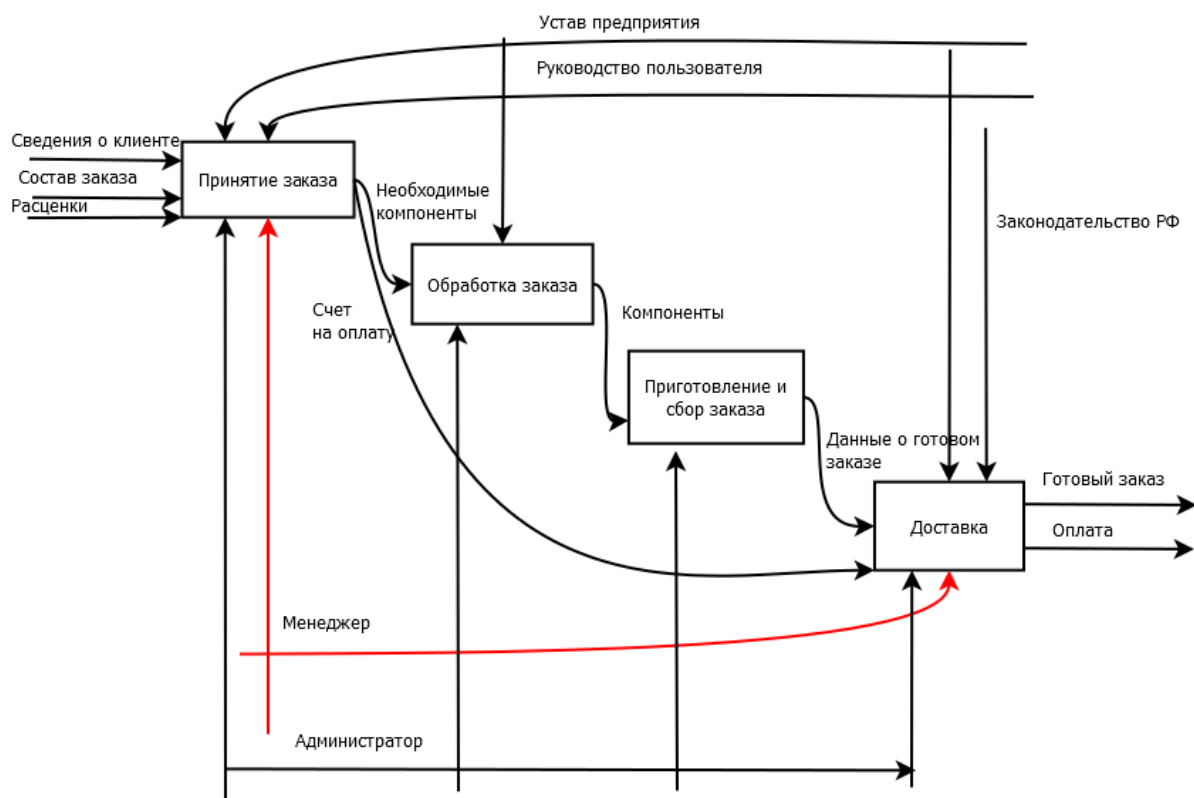 Устав предприятия
Руководство пользователя
Сведения о клиенте
Состав заказа
Расценки
Принятие заказа
Необходимые
компоненты
Законодательство РФ
Обработка заказа
Счет
на оплату
Компоненты
Приготовление и
сбор заказа
Данные о готовом
заказе
Готовый заказ
Доставка
Оплата
Менеджер
Администратор